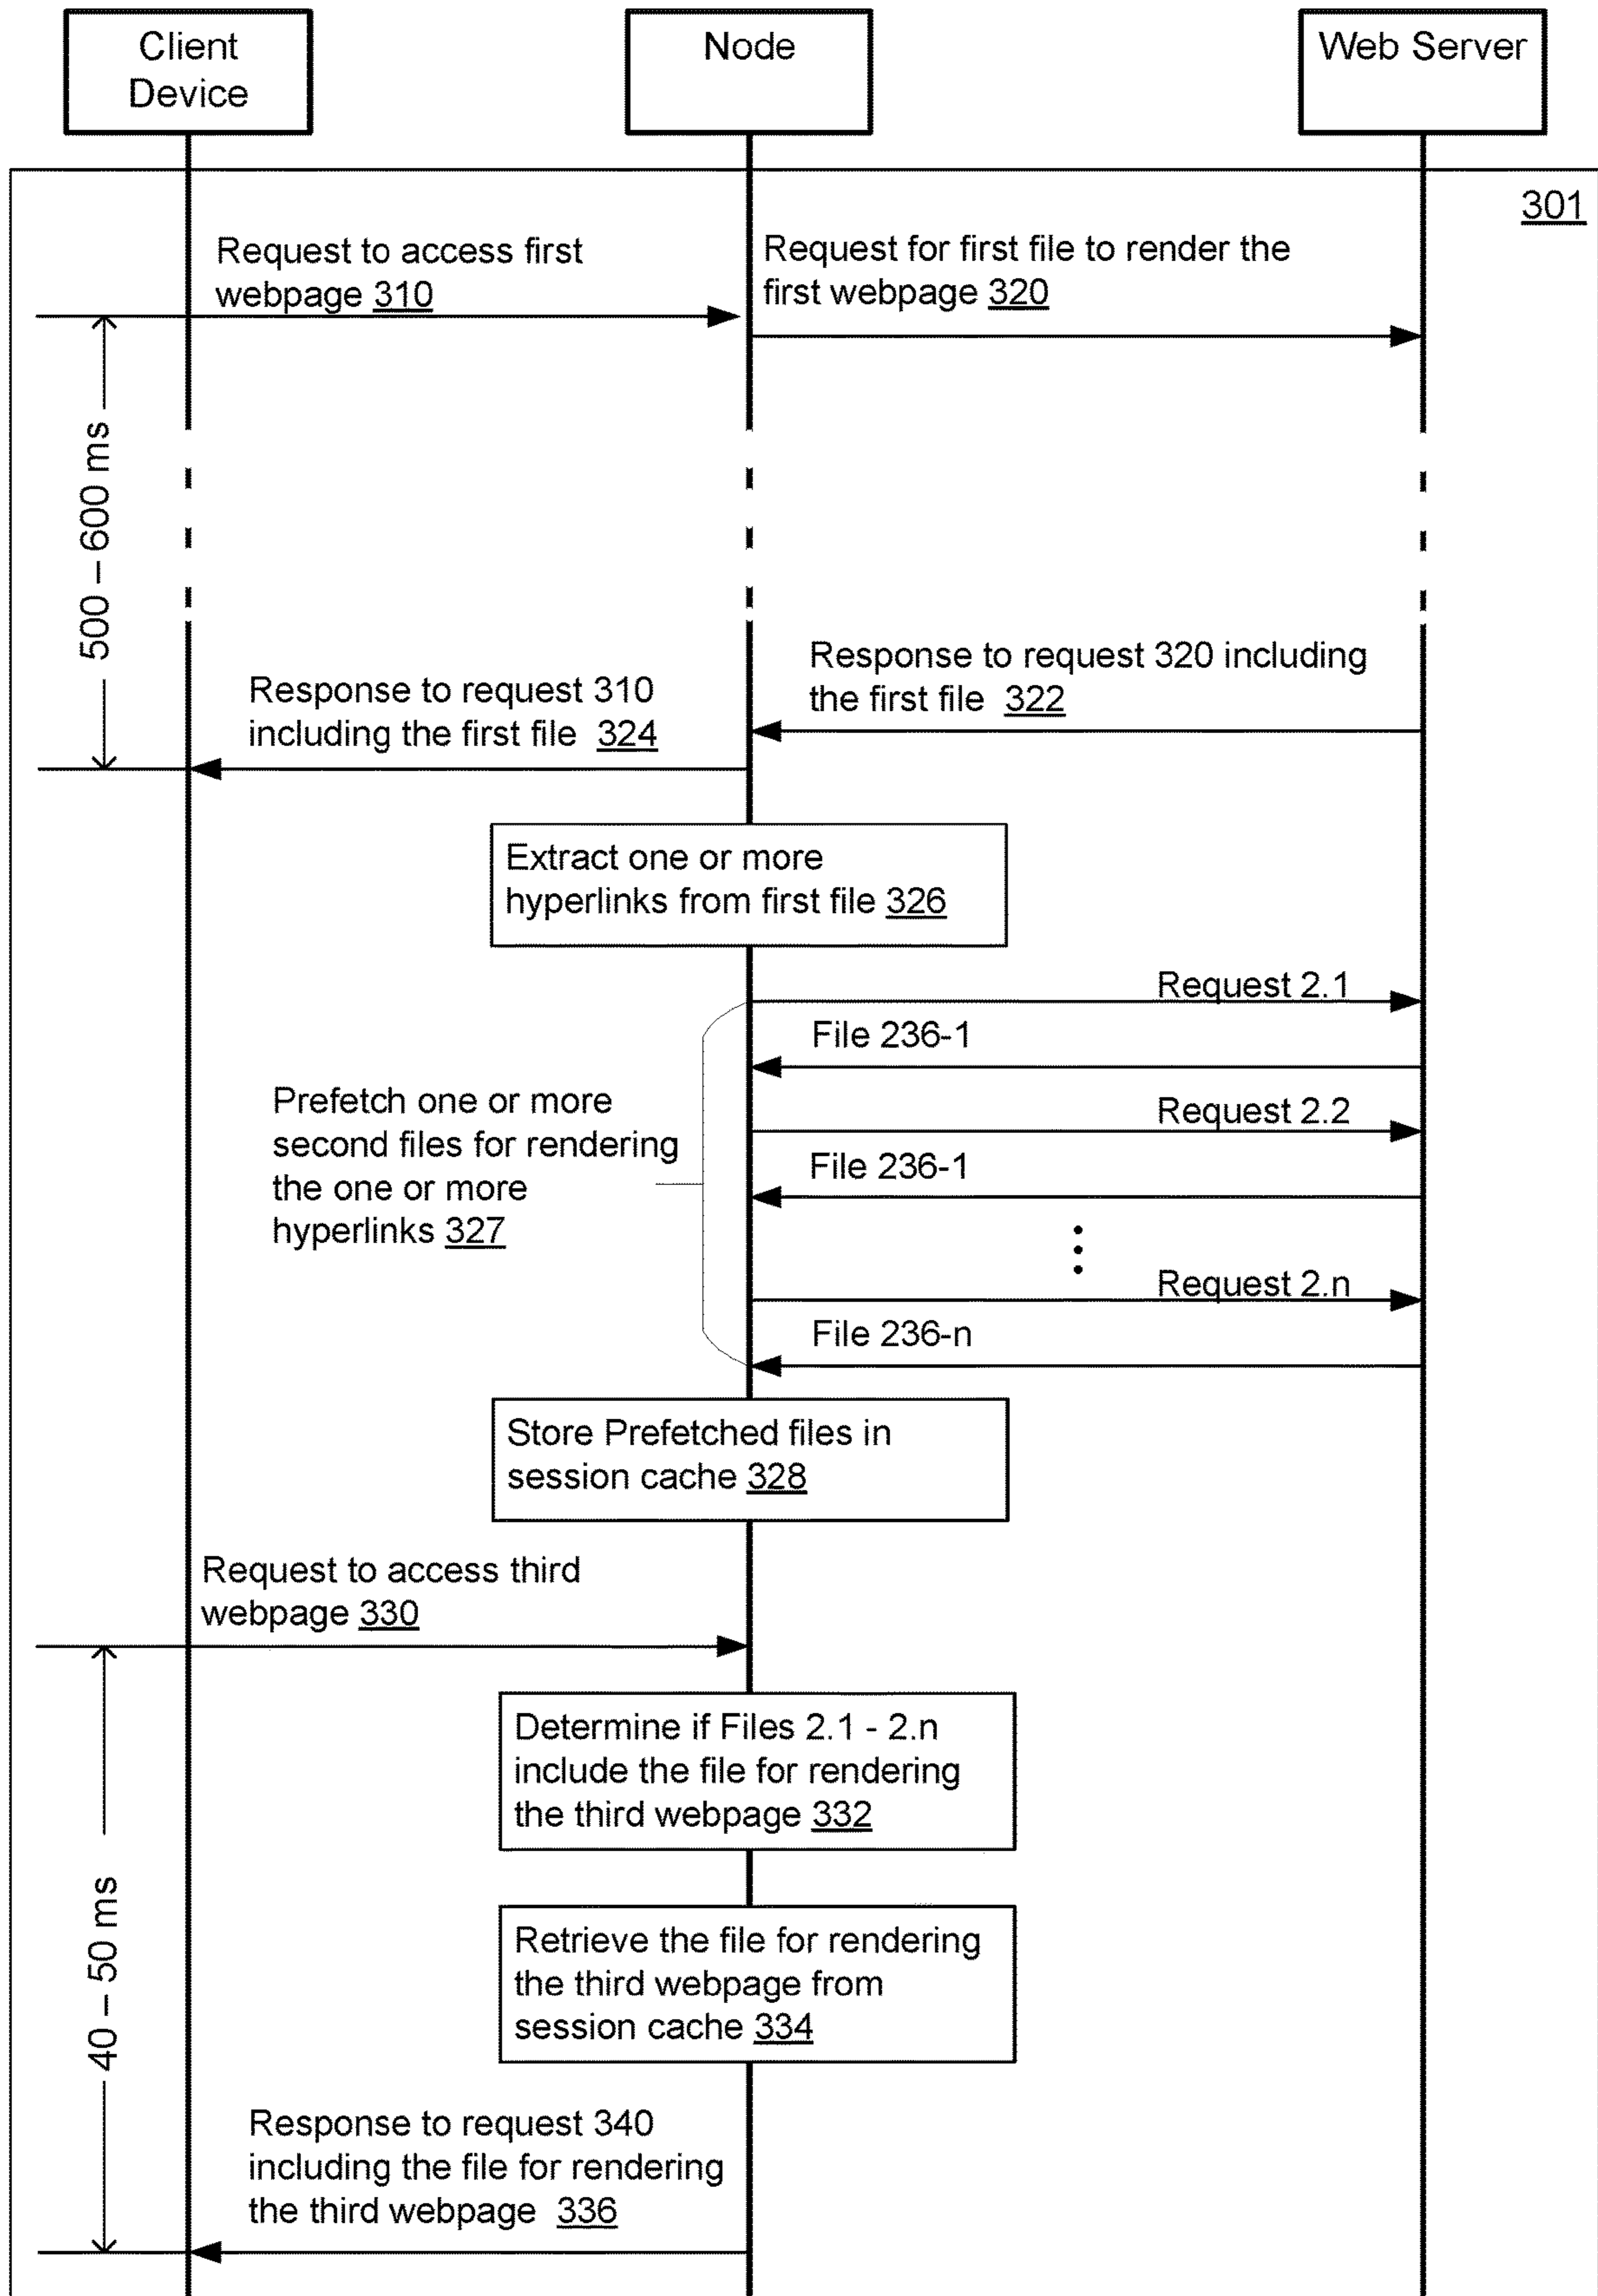 Client
Device
Node
Web Server
301
Request to access first
webpage 310
Request for first file to render the
first webpage 320
500 – 600 ms
Response to request 320 including
the first file 322
Response to request 310
including the first file 324
Extract one or more
hyperlinks from first file 326
Request 2.1
File 236-1
Prefetch one or more
second files for rendering
the one or more
hyperlinks 327
Request 2.2
File 236-1
Request 2.n
File 236-n
Store Prefetched files in
session cache 328
Request to access third
webpage 330
Determine if Files 2.1 - 2.n
include the file for rendering
the third webpage 332
40 – 50 ms
Retrieve the file for rendering
the third webpage from
session cache 334
Response to request 340
including the file for rendering
the third webpage 336